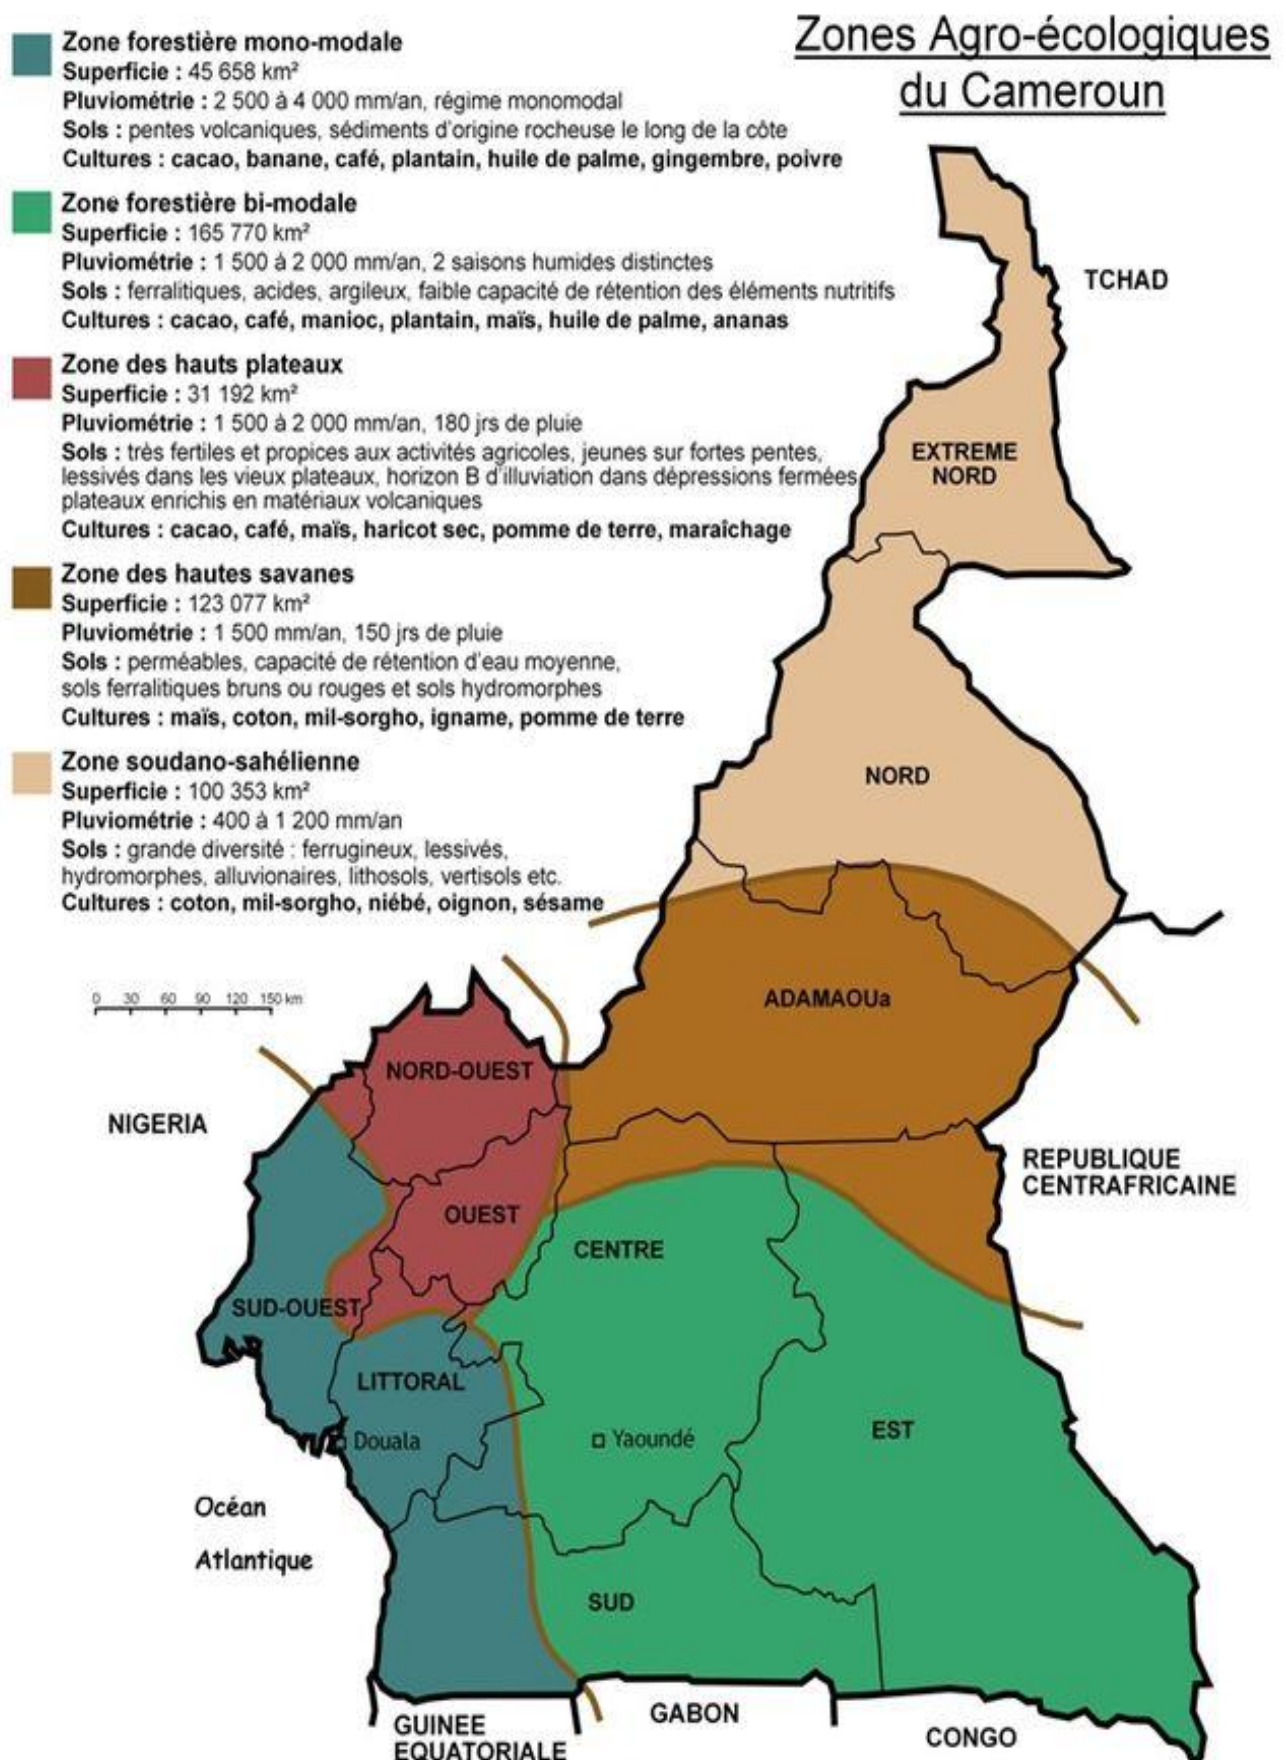 Zones Agro-écologiques
du Cameroun
Zone forestière mono-modale
Superficie : 45 658 km²
Pluviométrie : 2 500 à 4 000 mm/an, régime monomodal
Sols : pentes volcaniques, sédiments d'origine rocheuse le long de la côte
Cultures : cacao, banane, café, plantain, huile de palme, gingembre, poivre
Zone forestière bi-modale
Superficie : 165 770 km²
Pluviométrie : 1 500 à 2 000 mm/an, 2 saisons humides distinctes
Sols : ferralitiques, acides, argileux, faible capacité de rétention des éléments nutritifs
Cultures : cacao, café, manioc, plantain, maïs, huile de palme, ananas
Zone des hauts plateaux
Superficie : 31 192 km²
Pluviométrie : 1 500 à 2 000 mm/an, 180 jrs de pluie
Sols : très fertiles et propices aux activités agricoles, jeunes sur fortes pentes,
lessivés dans les vieux plateaux, horizon B d'illuviation dans dépressions fermées
plateaux enrichis en matériaux volcaniques
Cultures : cacao, café, maïs, haricot sec, pomme de terre, maraîchage
Zone des hautes savanes
Superficie : 123 077 km²
Pluviométrie : 1 500 mm/an, 150 jrs de pluie
Sols : perméables, capacité de rétention d'eau moyenne,
sols ferralitiques bruns ou rouges et sols hydromorphes
Cultures : maïs, coton, mil-sorgho, igname, pomme de terre
Zone soudano-sahélienne
Superficie : 100 353 km²
Pluviométrie : 400 à 1 200 mm/an
Sols : grande diversité : ferrugineux, lessivés,
hydromorphes, alluvionaires, lithosols, vertisols etc.
Cultures : coton, mil-sorgho, niébé, oignon, sésame
0 30 60 90 120 150 km
TCHAD
EXTREME
NORD
NORD
ADAMAOUa
NORD-OUEST
NIGERIA
REPUBLIQUE
CENTRAFRICAINE
OUEST
CENTRE
SUD-OUEST
LITTORAL
EST
Douala
Yaoundé
Océan
Atlantique
SUD
GABON
GUINEE
EQUATORIALE
CONGO